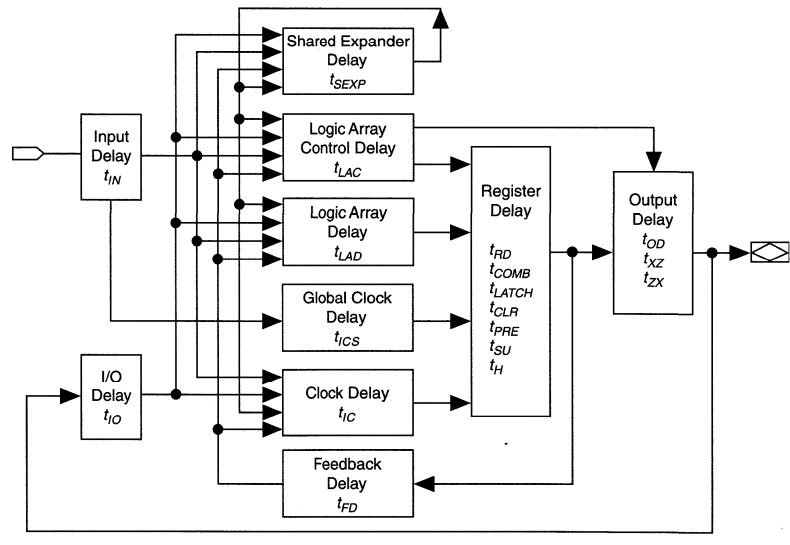 Shared Expander
Delay
tSEXP
Input
Delay
tIN
Logic Array
Control Delay
tLAC
Logic Array
Delay
tLAD
Global Clock
Delay
tICS
I/O
Delay
tIO
Clock Delay
tIC
Feedback
Delay
tFD
Register
Delay
tRD
tCOMB
tLATCH
tCLR
tPRE
tSU
tH
Output
Delay
tOD
tXZ
tZX